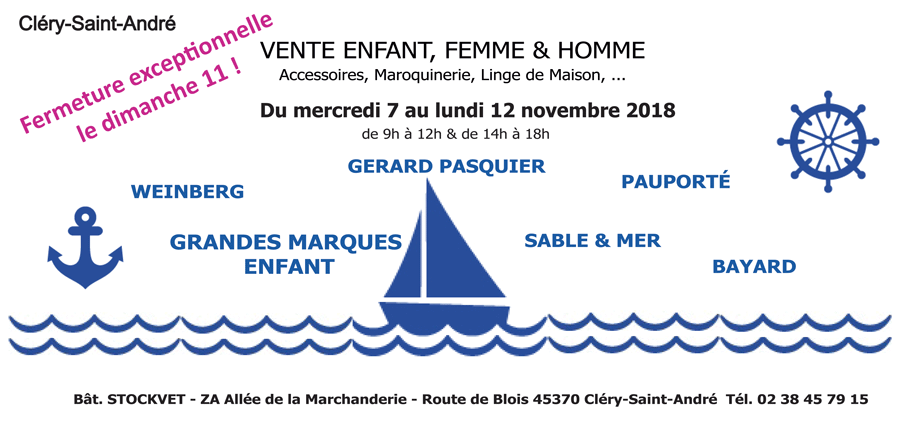 Cléry-Saint-André
Fermeture exceptionnelle
le dimanche 11 !
VENTE ENFANT, FEMME & HOMME
Accessoires, Maroquinerie, Linge de Maison, ...
Du mercredi 7 au lundi 12 novembre 2018
de 9h à 12h & de 14h à 18h
GERARD PASQUIER
PAUPORTÉ
WEINBERG
GRANDES MARQUES
ENFANT
SABLE & MER
BAYARD
Bât. STOCKVET - ZA Allée de la Marchanderie - Route de Blois 45370 Cléry-Saint-André Tél. 02 38 45 79 15